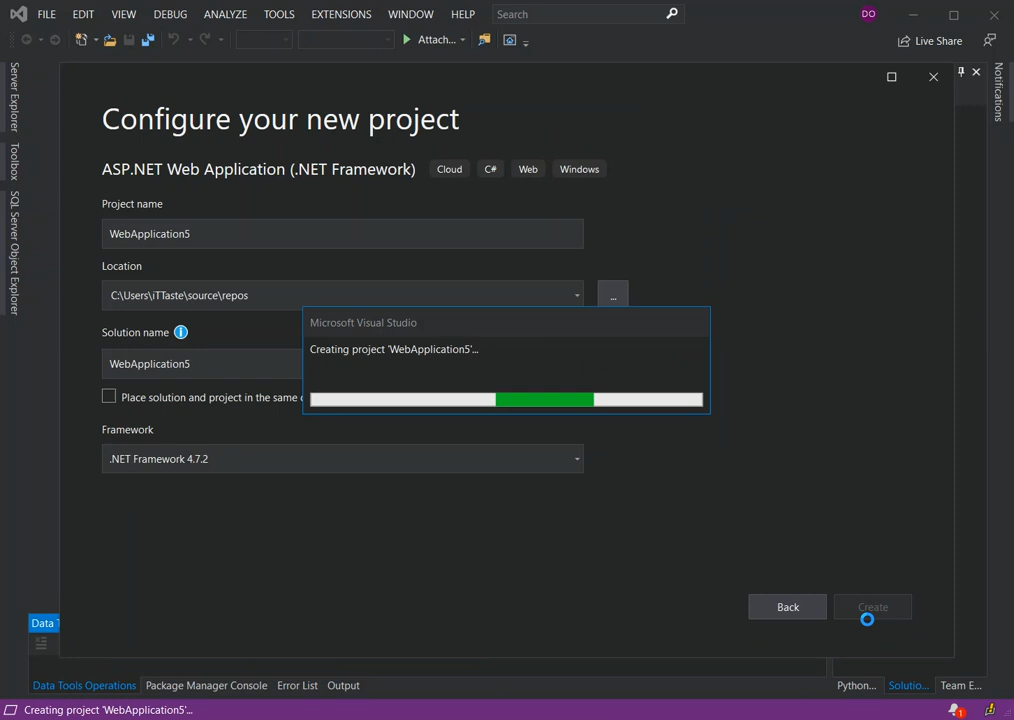 FILE EDIT VIEW DEBUG ANALYZE TOOLS EXTENSIONS WINDOW HELP Search DO
Attach... Live Share
Server Explorer
Toolbox
SQL Server Object Explorer
Notifications
Configure your new project
ASP.NET Web Application (.NET Framework) Cloud C# Web Windows
Project name
WebApplication5
Location
C:\Users\iTTaste\source\repos ...
Solution name i
WebApplication5
Place solution and project in the same
Microsoft Visual Studio
Creating project 'WebApplication5'...
Framework
.NET Framework 4.7.2
Back Create
Data
Data Tools Operations Package Manager Console Error List Output Python... Solutio... Team E...
Creating project 'WebApplication5'... 1